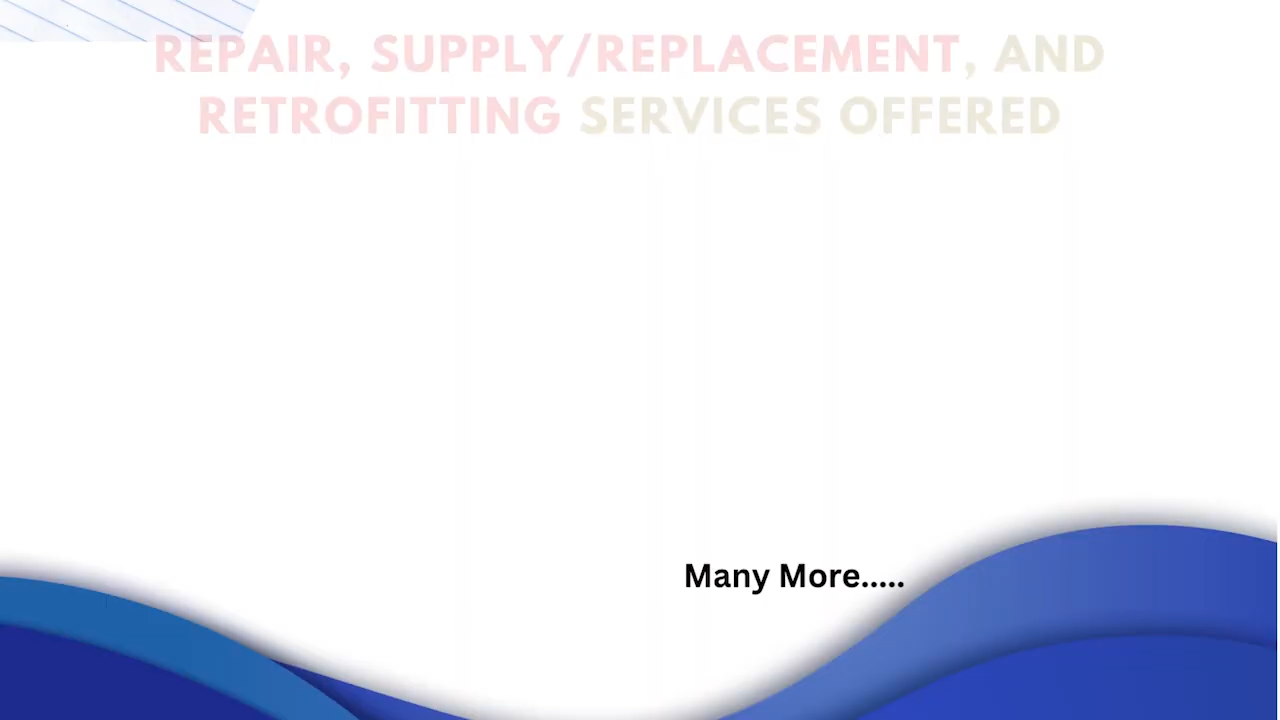 REPAIR, SUPPLY/REPLACEMENT, AND
RETROFITTING SERVICES OFFERED
Many More.....